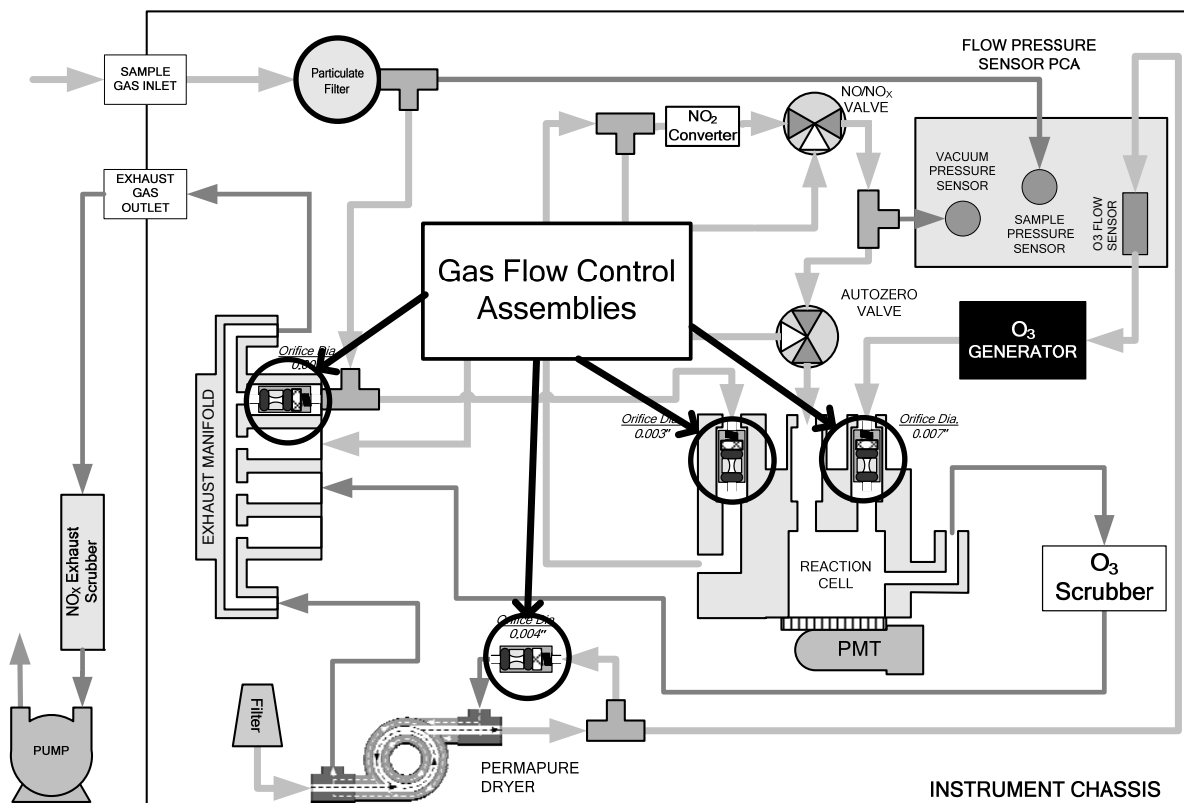 SAMPLE
GAS INLET
Particulate
Filter
FLOW PRESSURE
SENSOR PCA
NO/NOX
VALVE
NO2
Converter
EXHAUST
GAS
OUTLET
VACUUM
PRESSURE
SENSOR
SAMPLE
PRESSURE
SENSOR
O3 FLOW
SENSOR
Gas Flow Control
Assemblies
AUTOZERO
VALVE
O3
GENERATOR
Orifice Dia.
EXHAUST MANIFOLD
Orifice Dia.
0.003"
Orifice Dia.
0.007"
NOX Exhaust
Scrubber
REACTION
CELL
O3
Scrubber
Orifice Dia.
0.004"
PMT
Filter
PUMP
PERMAPURE
DRYER
INSTRUMENT CHASSIS